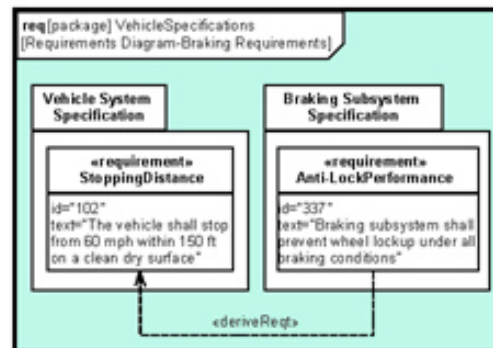 req[package] VehicleSpecifications
[Requirements Diagram-Braking Requirements]
Vehicle System
Specification
«requirement»
StoppingDistance
id="102"
text="The vehicle shall stop
from 60 mph within 150 ft
on a clean dry surface"
Braking Subsystem
Specification
«requirement»
Anti-LockPerformance
id="337"
text="Braking subsystem shall
prevent wheel lockup under all
braking conditions"
«deriveReqt»